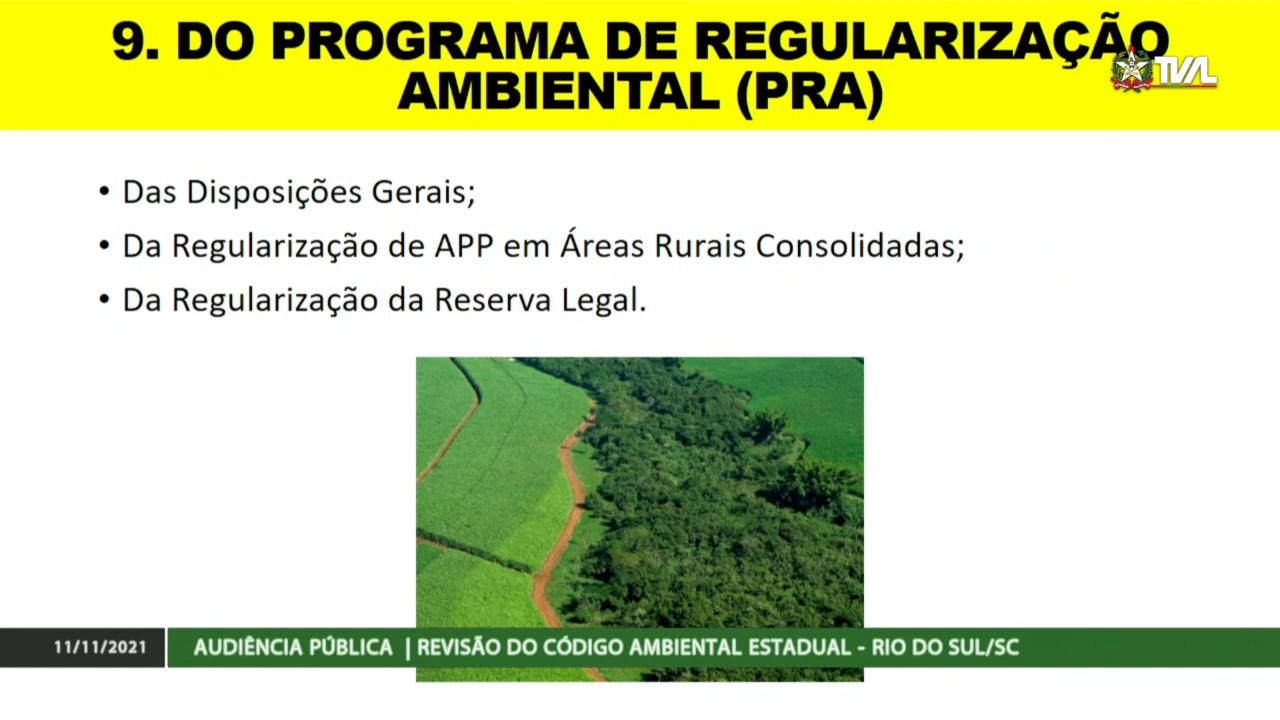 9. DO PROGRAMA DE REGULARIZAÇÃO
AMBIENTAL (PRA)
TVAL
• Das Disposições Gerais;
• Da Regularização de APP em Áreas Rurais Consolidadas;
• Da Regularização da Reserva Legal.
11/11/2021
AUDIÊNCIA PÚBLICA | REVISÃO DO CÓDIGO AMBIENTAL ESTADUAL - RIO DO SUL/SC